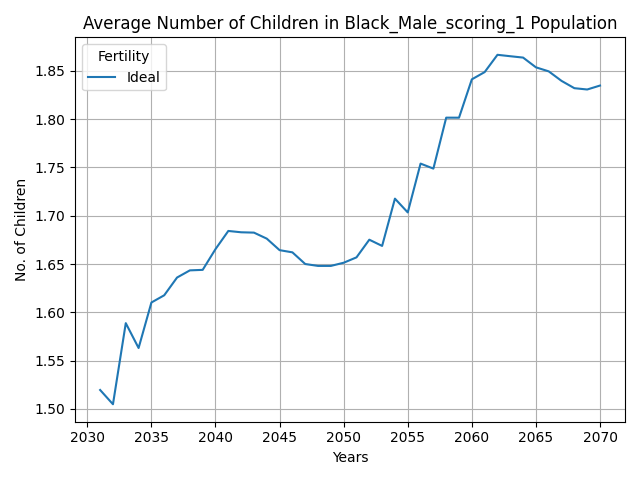 Average Number of Children in Black_Male_scoring_1 Population
Fertility
Ideal
No. of Children
1.85
1.80
1.75
1.70
1.65
1.60
1.55
1.50
2030 2035 2040 2045 2050 2055 2060 2065 2070
Years